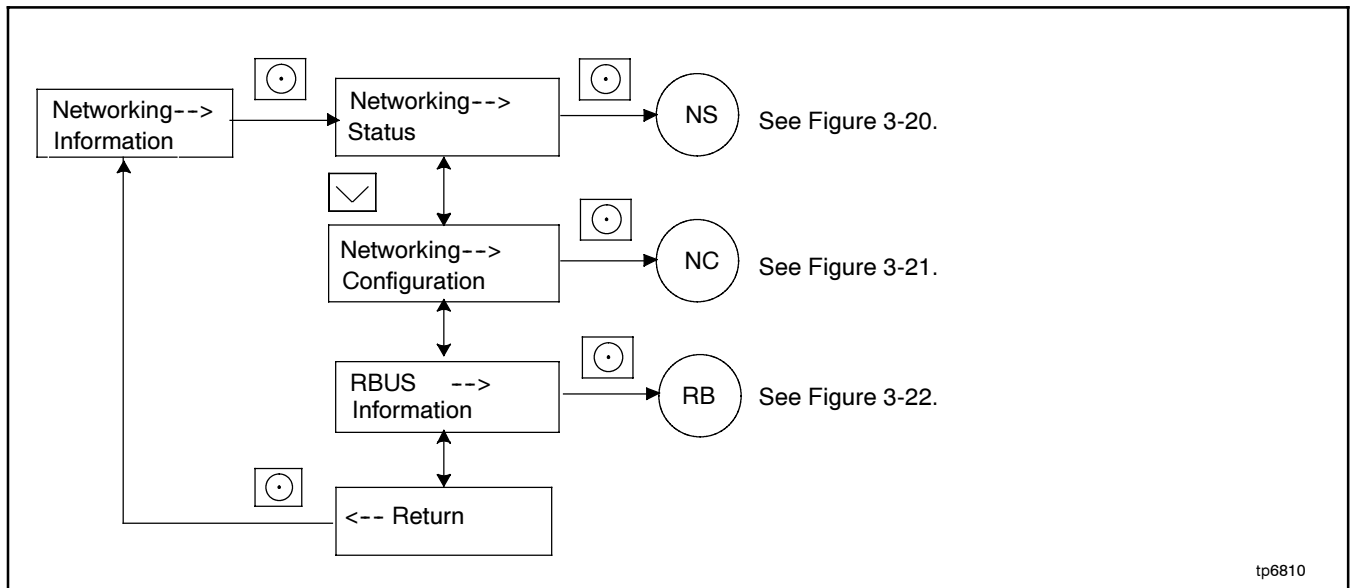 Networking-->
Information
Networking-->
Status
NS
See Figure 3-20.
Networking-->
Configuration
NC
See Figure 3-21.
RBUS -->
Information
RB
See Figure 3-22.
<-- Return
tp6810